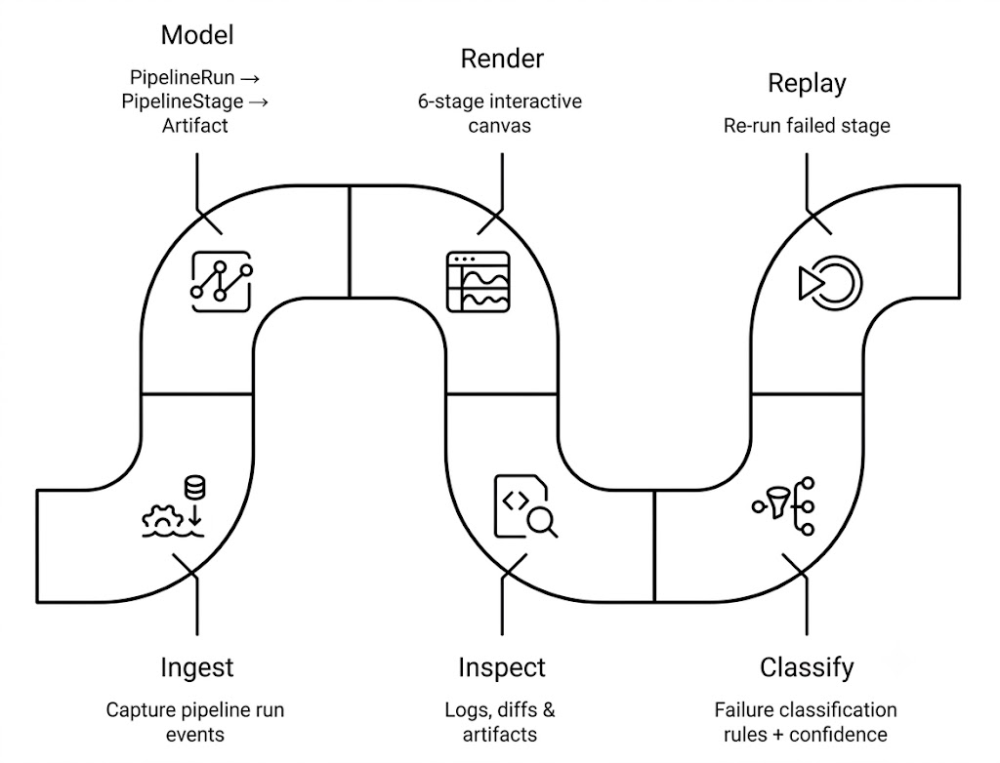 Model
PipelineRun →
PipelineStage →
Artifact
Render
6-stage interactive
canvas
Replay
Re-run failed stage
Ingest
Capture pipeline run
events
Inspect
Logs, diffs &
artifacts
Classify
Failure classification
rules + confidence